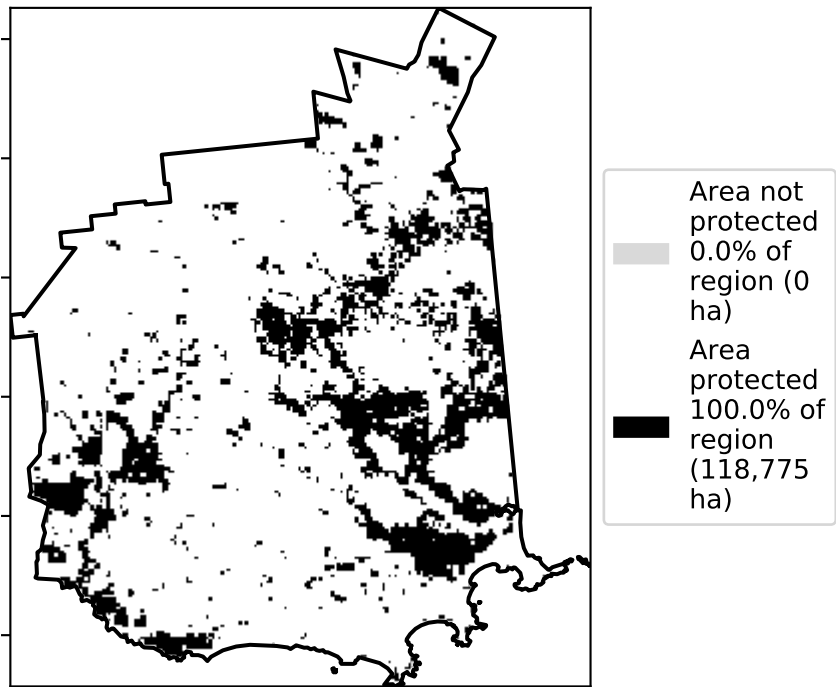 Area not
protected
0.0% of
region (0
ha)
Area
protected
100.0% of
region
(118,775
ha)